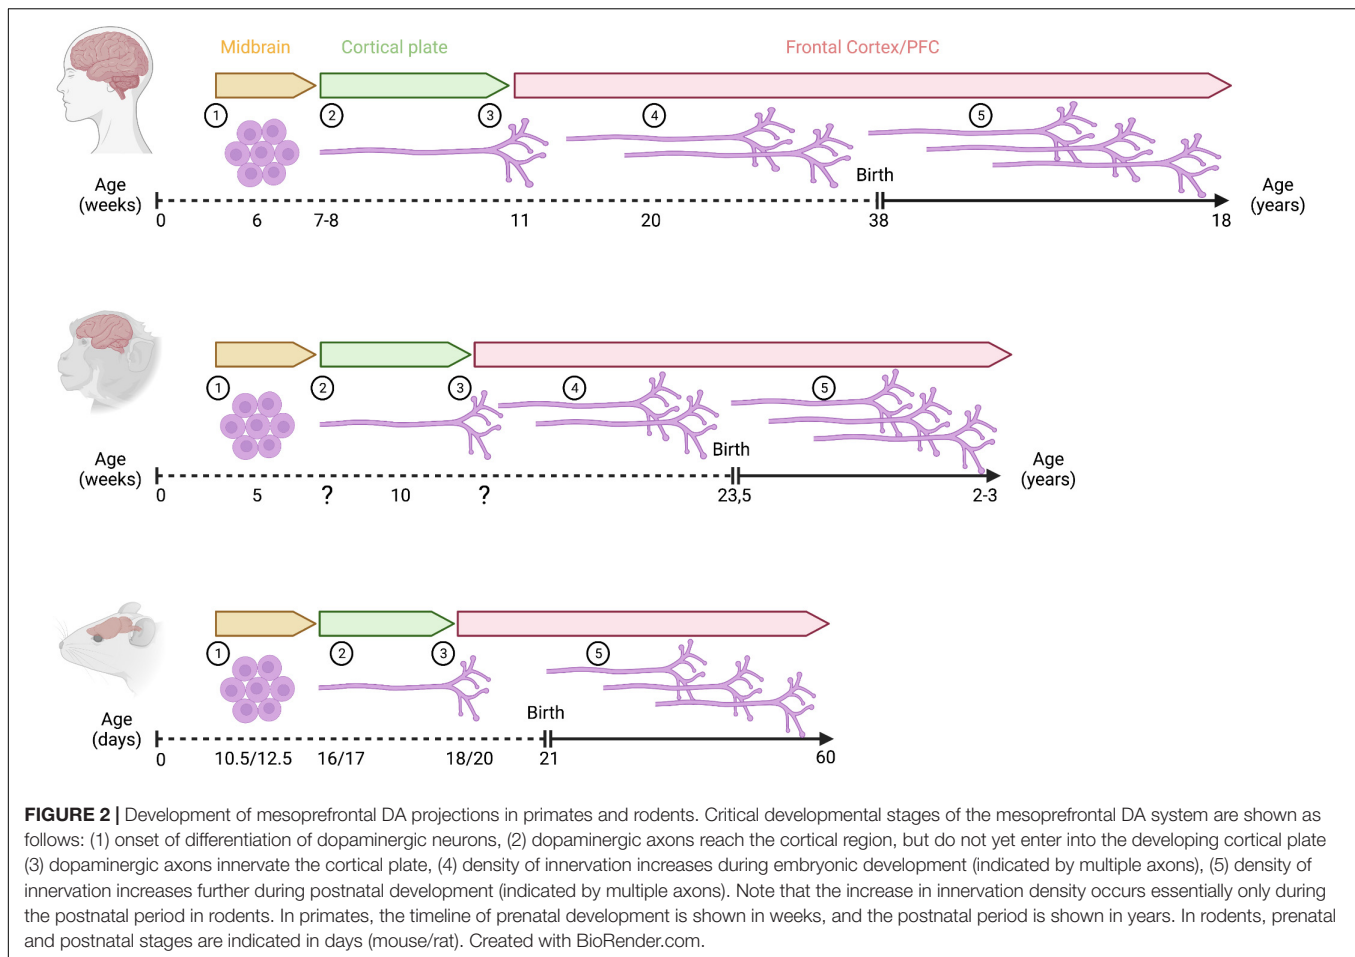 Midbrain
Cortical plate
Frontal Cortex/PFC
1
2
3
4
5
Age
(weeks)
Birth
Age
(years)
0
6
7-8
11
20
38
18
1
2
3
4
5
Age
(weeks)
Birth
Age
(years)
0
5
?
10
?
23,5
2-3
1
2
3
5
Age
(days)
Birth
0
10.5/12.5
16/17
18/20
21
60
FIGURE 2 | Development of mesoprefrontal DA projections in primates and rodents. Critical developmental stages of the mesoprefrontal DA system are shown as
follows: (1) onset of differentiation of dopaminergic neurons, (2) dopaminergic axons reach the cortical region, but do not yet enter into the developing cortical plate
(3) dopaminergic axons innervate the cortical plate, (4) density of innervation increases during embryonic development (indicated by multiple axons), (5) density of
innervation increases further during postnatal development (indicated by multiple axons). Note that the increase in innervation density occurs essentially only during
the postnatal period in rodents. In primates, the timeline of prenatal development is shown in weeks, and the postnatal period is shown in years. In rodents, prenatal
and postnatal stages are indicated in days (mouse/rat). Created with BioRender.com.